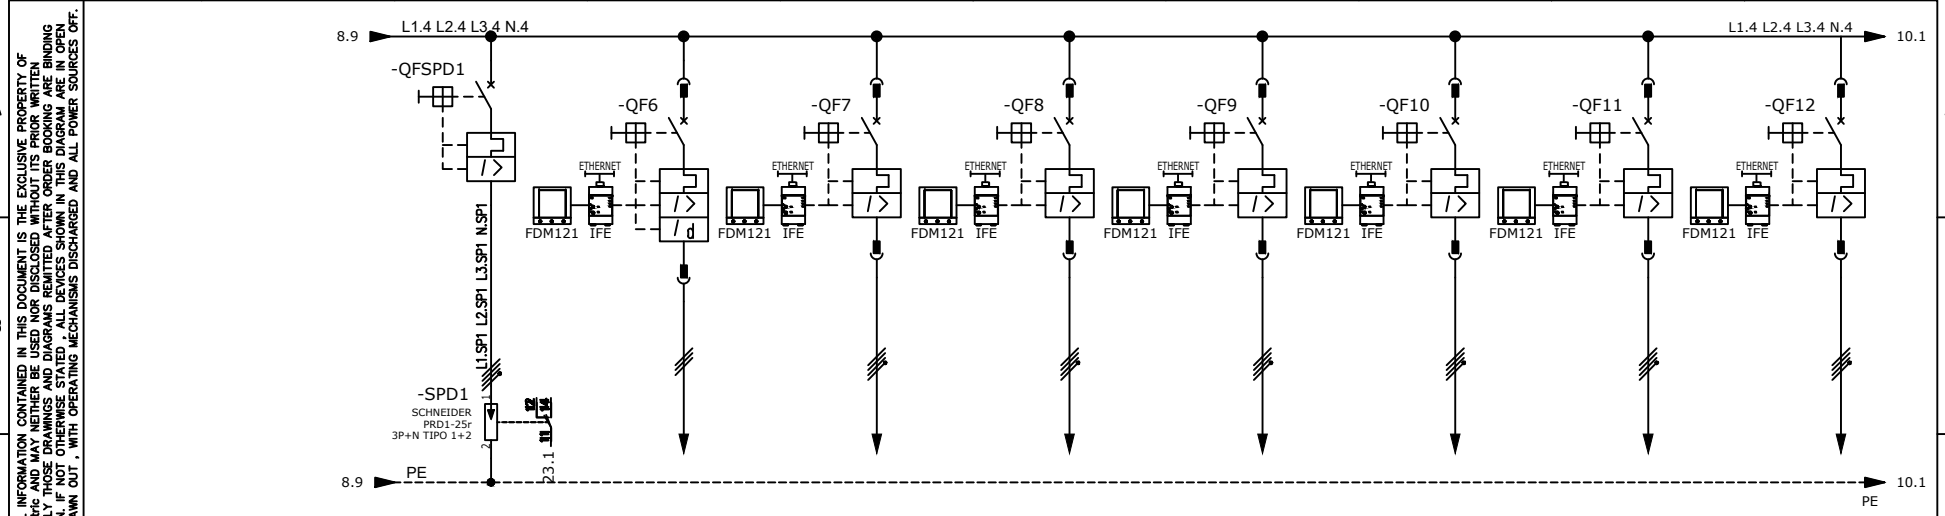 . INFORMATION CONTAINED IN THIS DOCUMENT IS THE EXCLUSIVE PROPERTY OF
tric AND MAY NEITHER BE USED NOR DISCLOSED WITHOUT ITS PRIOR WRITTEN
LY THOSE DRAWINGS AND DIAGRAMS REMITTED AFTER ORDER BOOKING ARE BINDING
N. IF NOT OTHERWISE STATED , ALL DEVICES SHOWN IN THIS DIAGRAM ARE IN OPEN
AWN OUT , WITH OPERATING MECHANISMS DISCHARGED AND ALL POWER SOURCES OFF.
8.9
L1.4 L2.4 L3.4 N.4
L1.4 L2.4 L3.4 N.4
10.1
-QFSPD1
-QF6
-QF7
-QF8
-QF9
-QF10
-QF11
-QF12
ETHERNET
ETHERNET
ETHERNET
ETHERNET
ETHERNET
ETHERNET
ETHERNET
I >
I >
I >
I >
I >
I >
I >
I >
I d
FDM121 IFE
FDM121 IFE
FDM121 IFE
FDM121 IFE
FDM121 IFE
FDM121 IFE
FDM121 IFE
L1.SP1 L2.SP1 L3.SP1 N.SP1
-SPD1
SCHNEIDER
PRD1-25r
3P+N TIPO 1+2
1
2
12
14
11
23.1
8.9
PE
10.1
PE